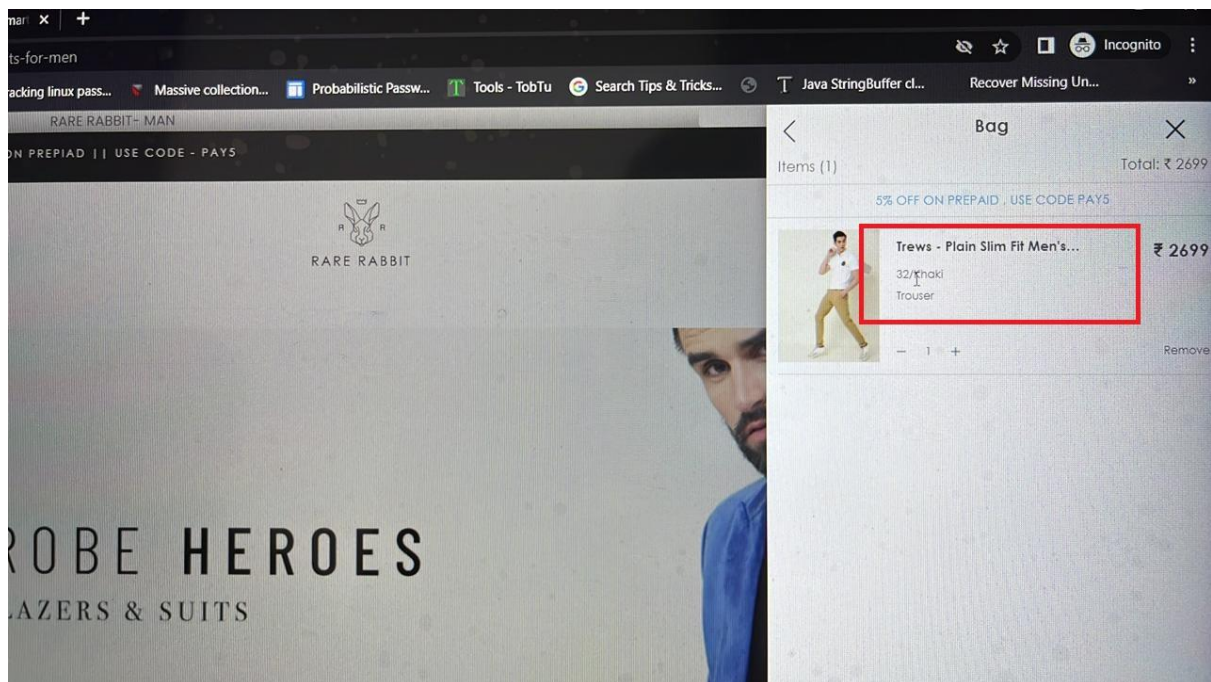 mar
Incognito
ts-for-men
racking linux pass...
Massive collection...
Probabilistic Passw...
Tools - TobTu
Search Tips & Tricks...
Java StringBuffer cl...
Recover Missing Un...
»
RARE RABBIT- MAN
ON PREPIAD || USE CODE - PAY5
Bag
Items (1)
Total: ₹ 2699
5% OFF ON PREPAID . USE CODE PAY5
R R
RARE RABBIT
Trews - Plain Slim Fit Men's...
₹ 2699
32/Khaki
Trouser
− 1 +
Remove
ROBE HEROES
LAZERS & SUITS